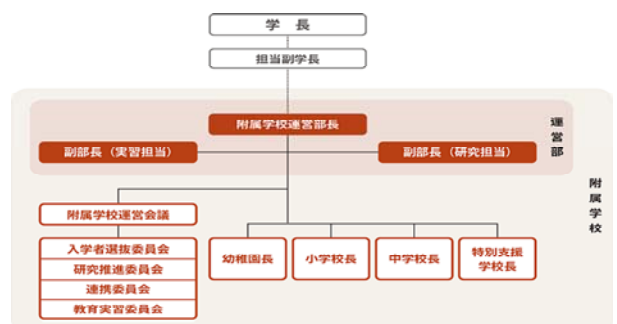 学　長
担当副学長
附属学校運営部長
副部長（実習担当）
副部長（研究担当）
運営部
附属学校
附属学校運営会議
入学者選抜委員会
研究推進委員会
連携委員会
教育実習委員会
幼稚園長
小学校長
中学校長
特別支援
学校長